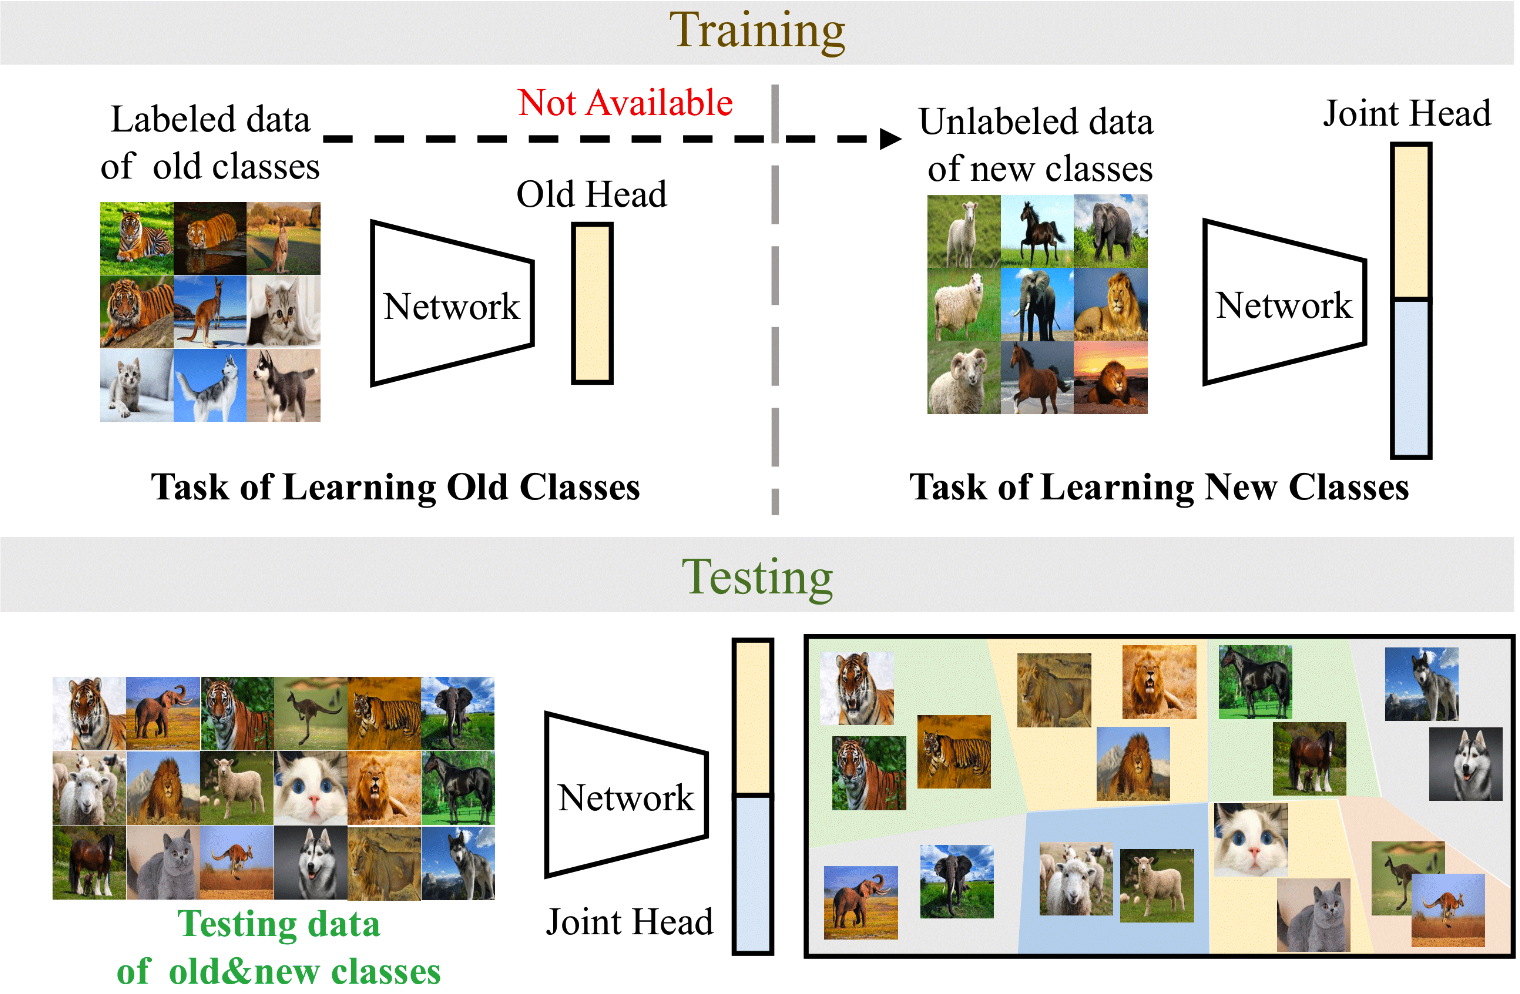 Training
Labeled data
of old classes
Not Available
Old Head
Network
Task of Learning Old Classes
Unlabeled data
of new classes
Joint Head
Network
Task of Learning New Classes
Testing
Testing data
of old&new classes
Network
Joint Head